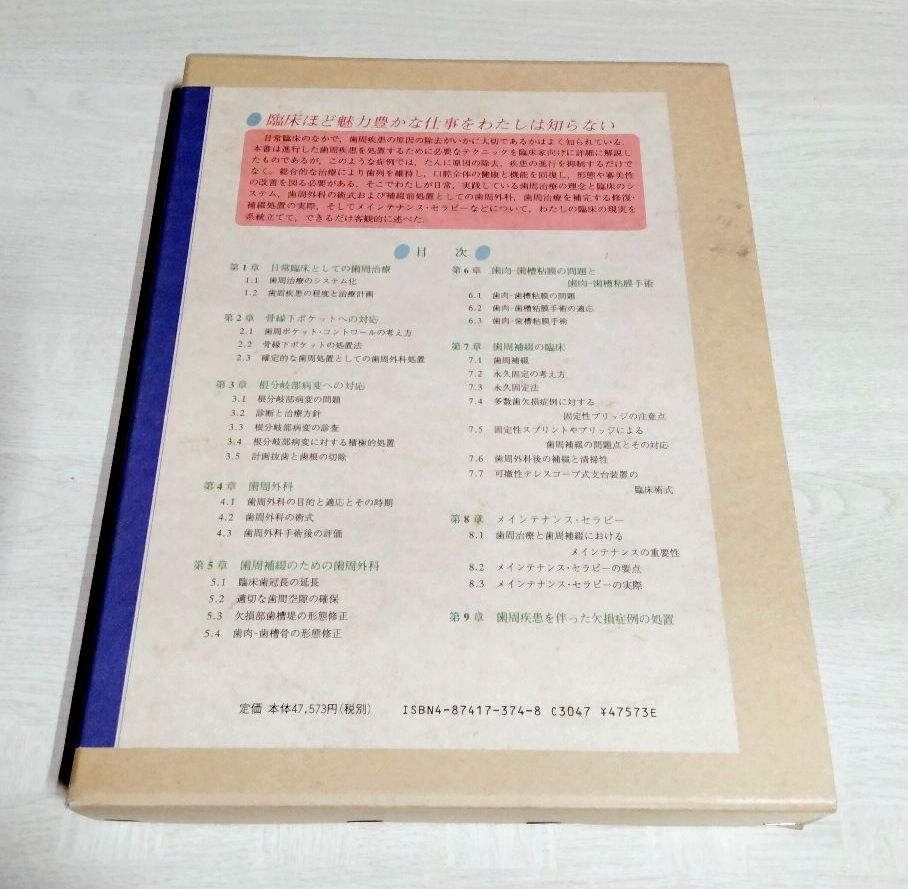 臨床ほど魅力豊かな仕事をわたしは知らない
日常臨床のなかで，歯周疾患の原因の除去がいかに大切であるかはよく知られている．
本書は進行した歯周疾患を処置するために必要なテクニックを臨床家向けに詳細に解説し
たものであるが，このような症例では，たんに原因の除去，疾患の進行を抑制するだけで
なく，総合的な治療により歯列を維持し，口腔全体の健康と機能を回復し，形態や審美性
の改善を図る必要がある．そこでわたしが日常，実践している歯周治療の理念と臨床のシ
ステム，歯周外科の術式および補綴前処置としての歯周外科，歯周治療を補完する修復・
補綴処置の実際，そしてメインテナンス・セラピーなどについて，わたしの臨床の現実を
系統立てて，できるだけ客観的に述べた．
目 次
第1章 日常臨床としての歯周治療
1.1 歯周治療のシステム化
1.2 歯周疾患の程度と治療計画
第2章 骨縁下ポケットへの対応
2.1 歯周ポケット・コントロールの考え方
2.2 骨縁下ポケットの処置法
2.3 確定的な歯周処置としての歯周外科処置
第3章 根分岐部病変への対応
3.1 根分岐部病変の問題
3.2 診断と治療方針
3.3 根分岐部病変の診査
3.4 根分岐部病変に対する積極的処置
3.5 計画抜歯と歯根の切除
第4章 歯周外科
4.1 歯周外科の目的と適応とその時期
4.2 歯周外科の術式
4.3 歯周外科手術後の評価
第5章 歯周補綴のための歯周外科
5.1 臨床歯冠長の延長
5.2 適切な歯間空隙の確保
5.3 欠損部歯槽堤の形態修正
5.4 歯肉-歯槽骨の形態修正
第6章 歯肉-歯槽粘膜の問題と
歯肉-歯槽粘膜手術
6.1 歯肉-歯槽粘膜の問題
6.2 歯肉-歯槽粘膜手術の適応
6.3 歯肉-歯槽粘膜手術
第7章 歯周補綴の臨床
7.1 歯周補綴
7.2 永久固定の考え方
7.3 永久固定法
7.4 多数歯欠損症例に対する
固定性ブリッジの注意点
7.5 固定性スプリントやブリッジによる
歯周補綴の問題点とその対応
7.6 歯周外科後の補綴と清掃性
7.7 可撤性テレスコープ式支台装置の
臨床術式
第8章 メインテナンス・セラピー
8.1 歯周治療と歯周補綴における
メインテナンスの重要性
8.2 メインテナンス・セラピーの要点
8.3 メインテナンス・セラピーの実際
第9章 歯周疾患を伴った欠損症例の処置
定価 本体47,573円(税別) ISBN4-87417-374-8 C3047 ¥47573E